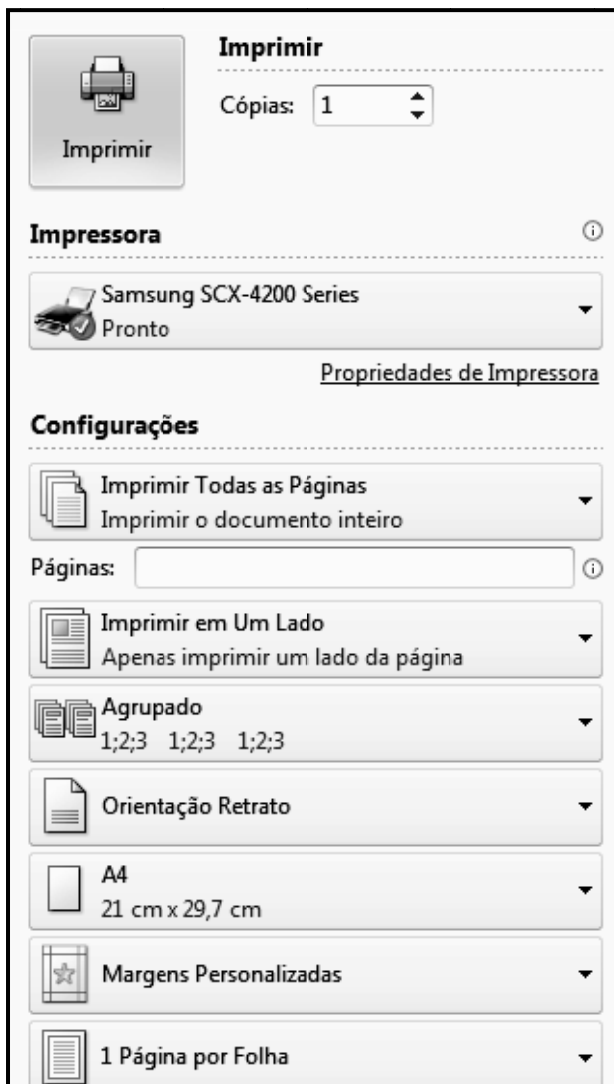 Imprimir
Imprimir
Cópias: 1
Impressora
Samsung SCX-4200 Series
Pronto
Propriedades de Impressora
Configurações
Imprimir Todas as Páginas
Imprimir o documento inteiro
Páginas:
Imprimir em Um Lado
Apenas imprimir um lado da página
Agrupado
1;2;3 1;2;3 1;2;3
Orientação Retrato
A4
21 cm x 29,7 cm
Margens Personalizadas
1 Página por Folha